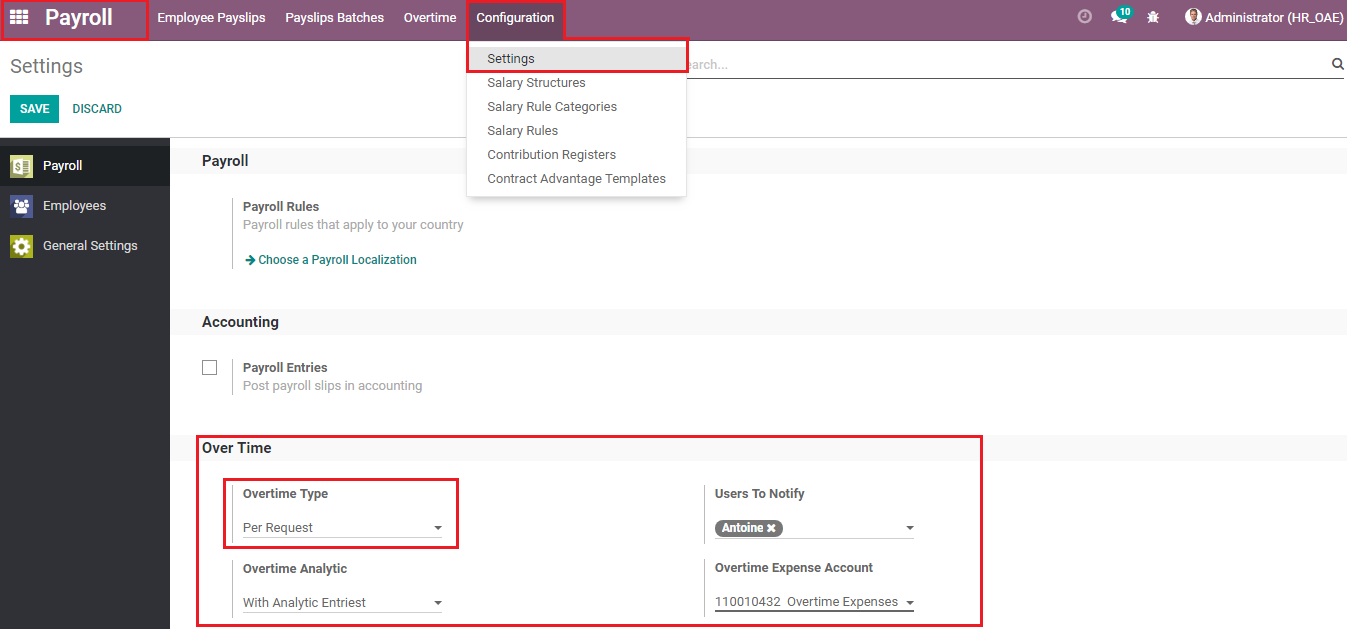 Payroll Employee Payslips Payslips Batches Overtime Configuration 10 Administrator (HR_OAE)
Settings
Settings
earch...
Salary Structures
Salary Rule Categories
Salary Rules
Contribution Registers
Contract Advantage Templates
SAVE DISCARD
Payroll
Employees
General Settings
Payroll
Payroll Rules
Payroll rules that apply to your country
Choose a Payroll Localization
Accounting
Payroll Entries
Post payroll slips in accounting
Over Time
Overtime Type
Per Request
Users To Notify
Antoine
Overtime Analytic
With Analytic Entriest
Overtime Expense Account
110010432 Overtime Expenses